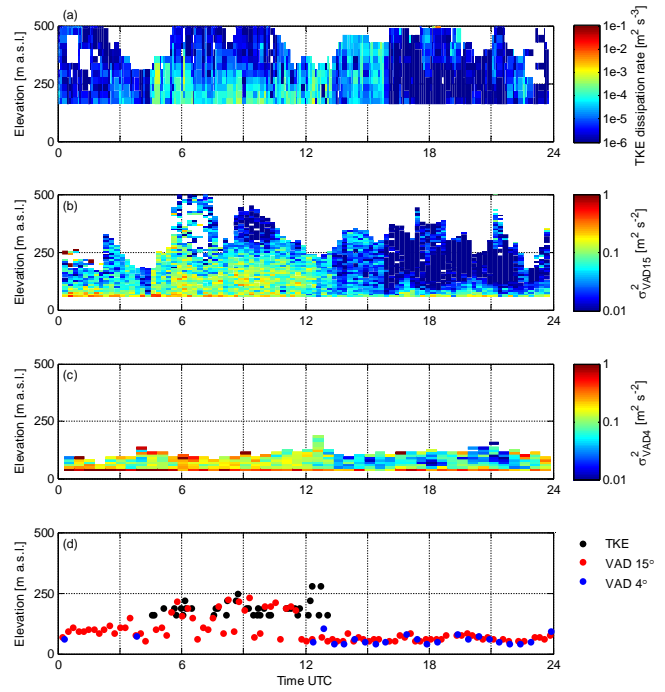 (a)
500
250
0
Elevation [m a.s.l.]
0 6 12 18 24
1e-1
1e-2
1e-3
1e-4
1e-5
1e-6
TKE dissipation rate [m² s⁻³]
(b)
500
250
0
Elevation [m a.s.l.]
0 6 12 18 24
1
0.1
0.01
σ²VAD15 [m² s⁻²]
(c)
500
250
0
Elevation [m a.s.l.]
0 6 12 18 24
1
0.1
0.01
σ²VAD4 [m² s⁻²]
(d)
500
250
0
Elevation [m a.s.l.]
0 6 12 18 24
Time UTC
TKE
VAD 15°
VAD 4°